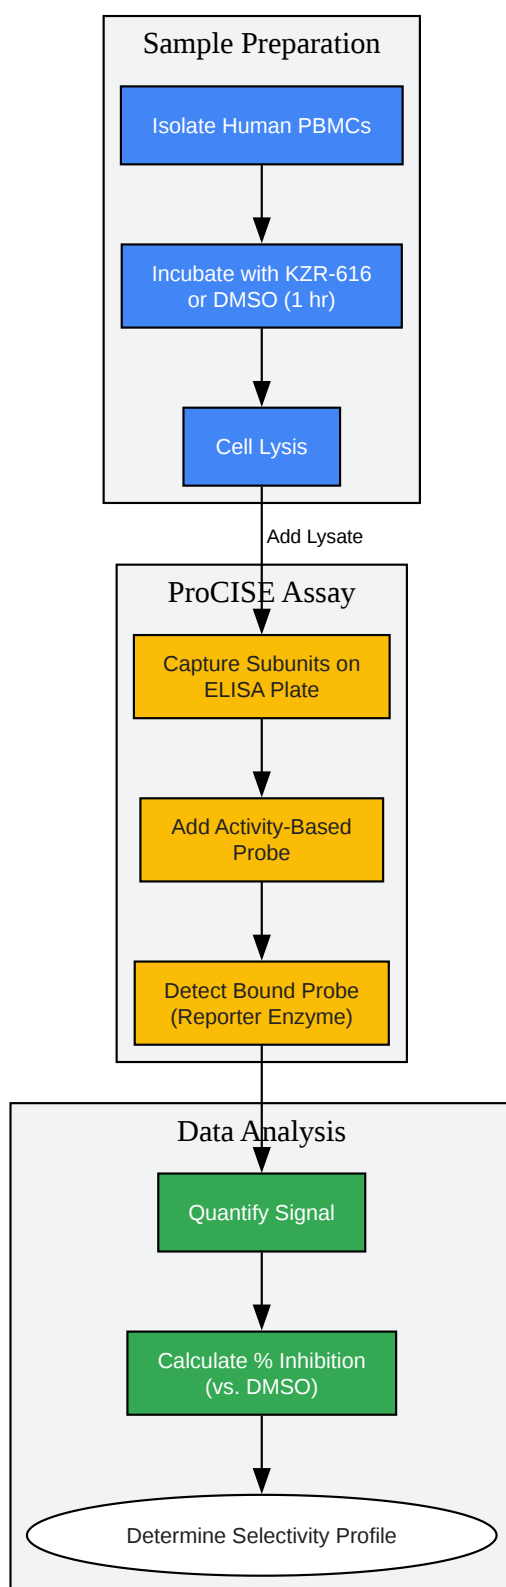 Sample Preparation
Isolate Human PBMCs
Incubate with KZR-616
or DMSO (1 hr)
Cell Lysis
Add Lysate
ProCISE Assay
Capture Subunits on
ELISA Plate
Add Activity-Based
Probe
Detect Bound Probe
(Reporter Enzyme)
Data Analysis
Quantify Signal
Calculate % Inhibition
(vs. DMSO)
Determine Selectivity Profile